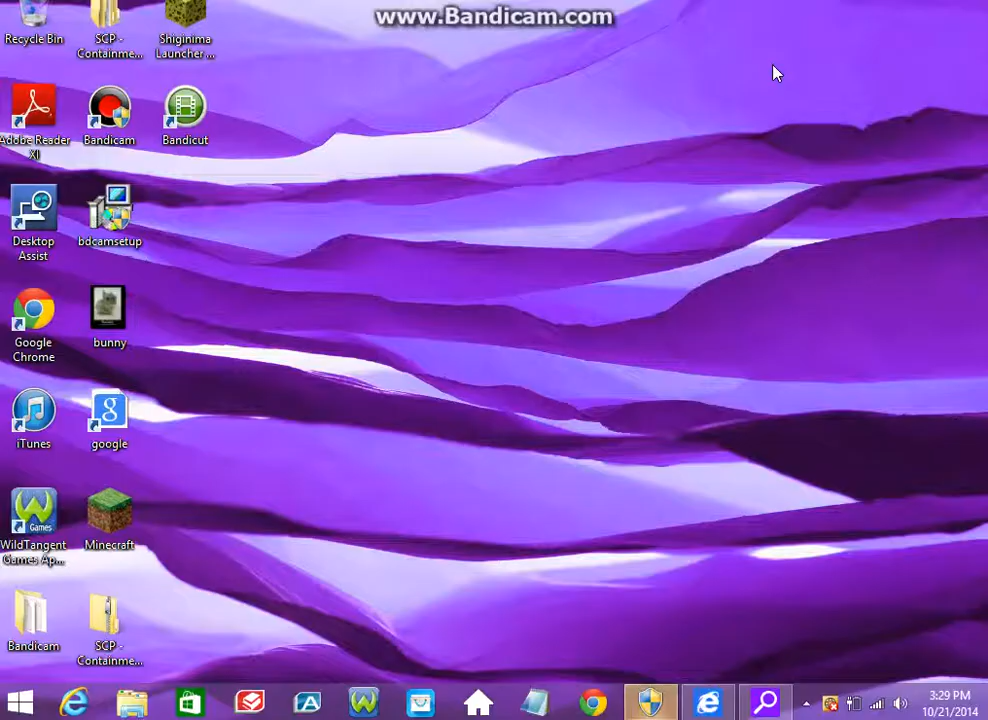 www.Bandicam.com
Recycle Bin
SCP -
Containme...
Shiginima
Launcher ...
Adobe Reader
XI
Bandicam
Bandicut
Desktop
Assist
bdcamsetup
Google
Chrome
bunny
iTunes
google
Games
WildTangent
Games Ap...
Minecraft
Bandicam
SCP -
Containme...
3:29 PM
10/21/2014